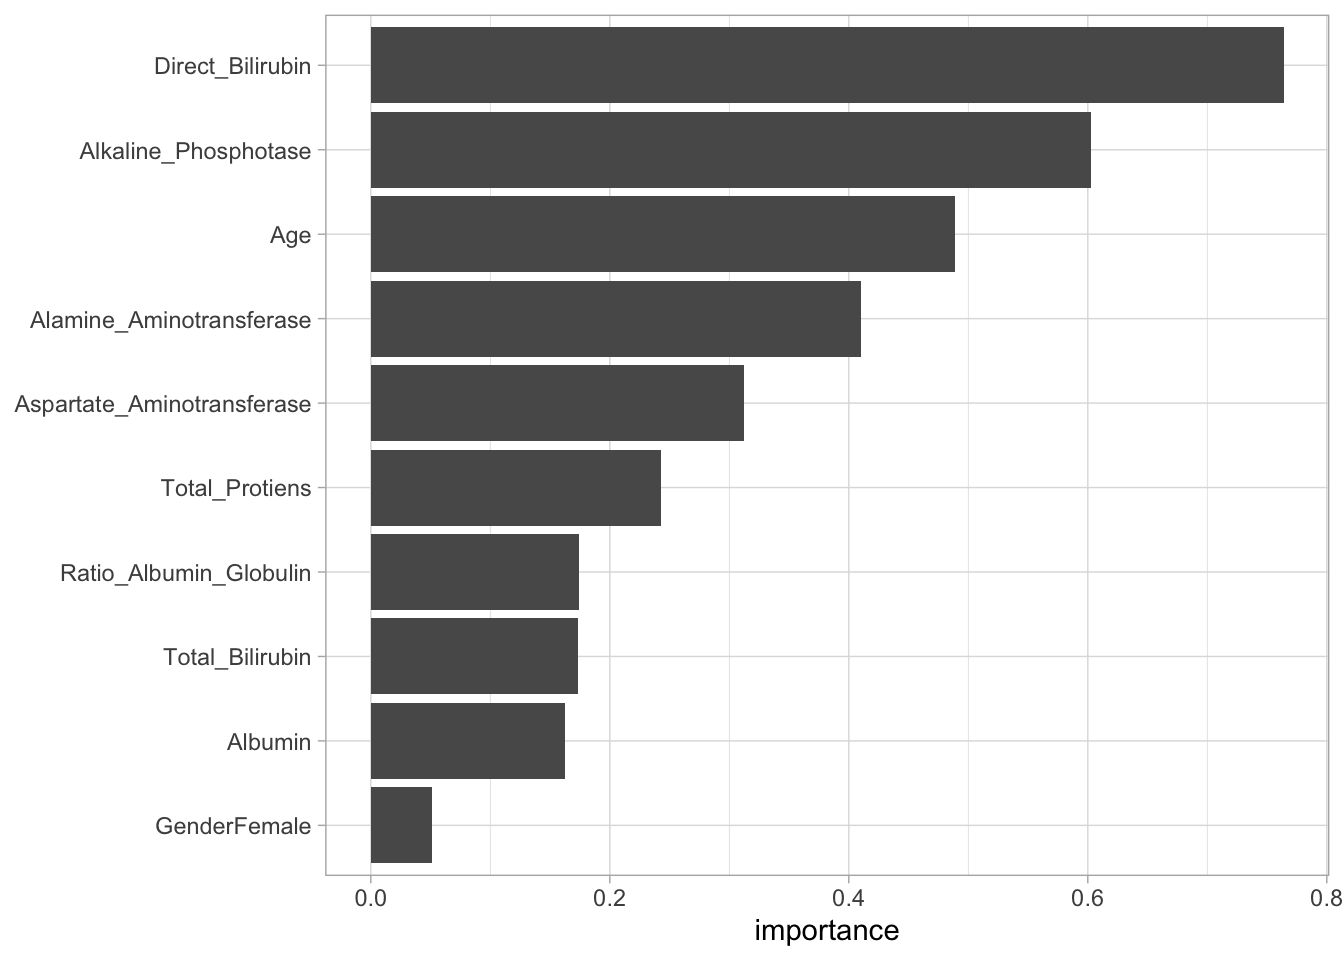 Direct_Bilirubin
Alkaline_Phosphotase
Age
Alamine_Aminotransferase
Aspartate_Aminotransferase
Total_Protiens
Ratio_Albumin_Globulin
Total_Bilirubin
Albumin
GenderFemale
0.0 0.2 0.4 0.6 0.8
importance